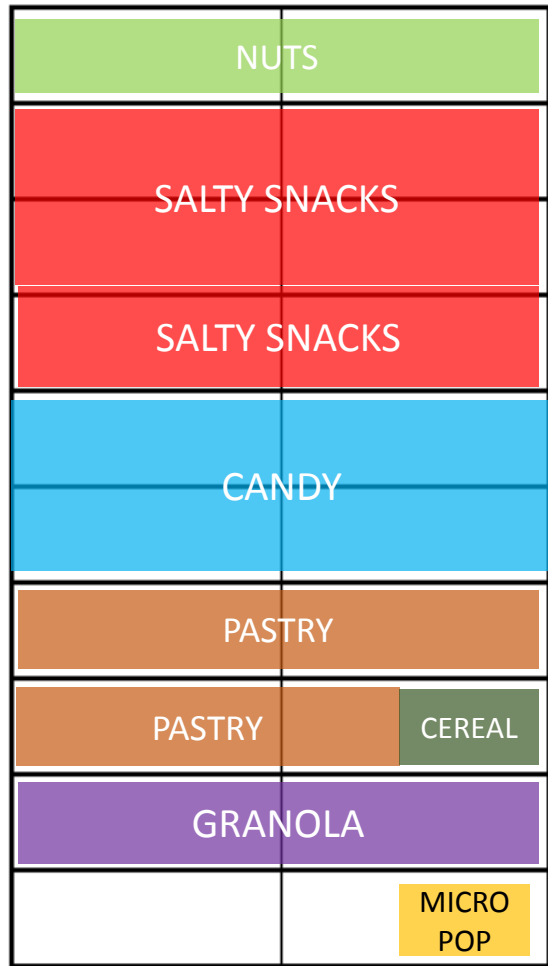 NUTS
SALTY SNACKS
SALTY SNACKS
CANDY
PASTRY
PASTRY
CEREAL
GRANOLA
MICRO
POP